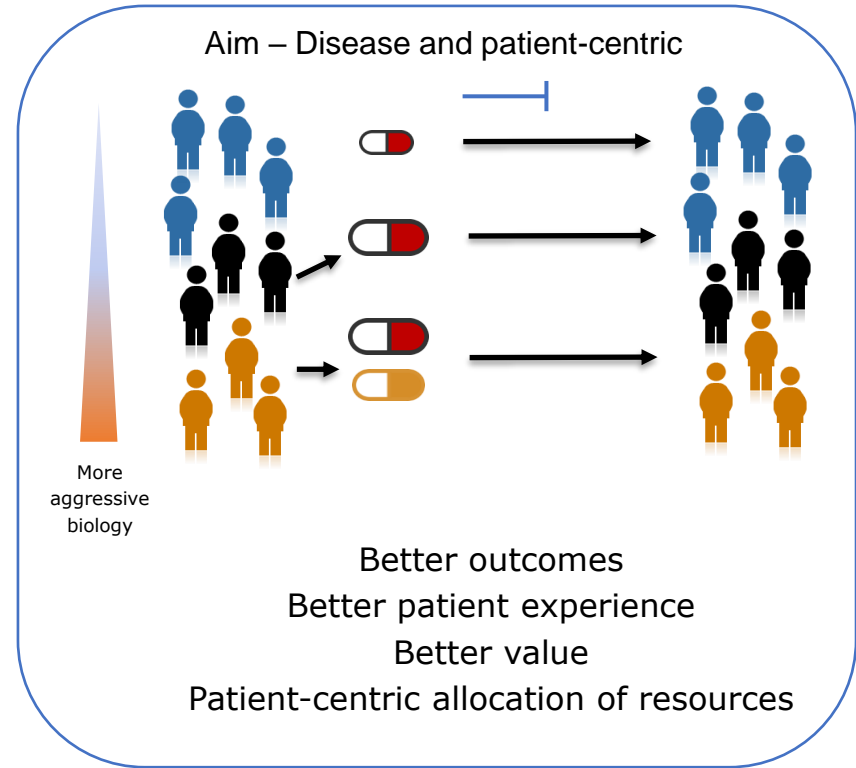 Aim – Disease and patient-centric
More
aggressive
biology
Better outcomes
Better patient experience
Better value
Patient-centric allocation of resources